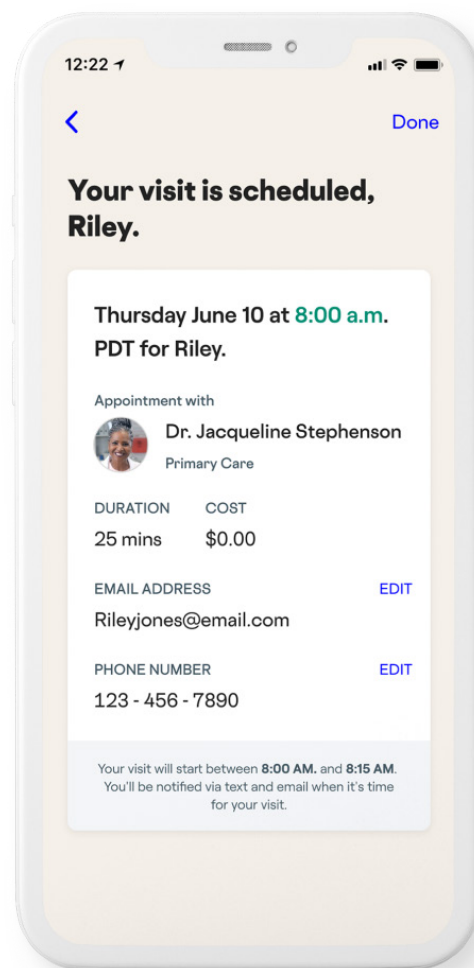 12:22
Done
Your visit is scheduled,
Riley.
Thursday June 10 at 8:00 a.m.
PDT for Riley.
Appointment with
Dr. Jacqueline Stephenson
Primary Care
DURATION COST
25 mins $0.00
EMAIL ADDRESS EDIT
Rileyjones@email.com
PHONE NUMBER EDIT
123 - 456 - 7890
Your visit will start between 8:00 AM. and 8:15 AM.
You'll be notified via text and email when it's time
for your visit.